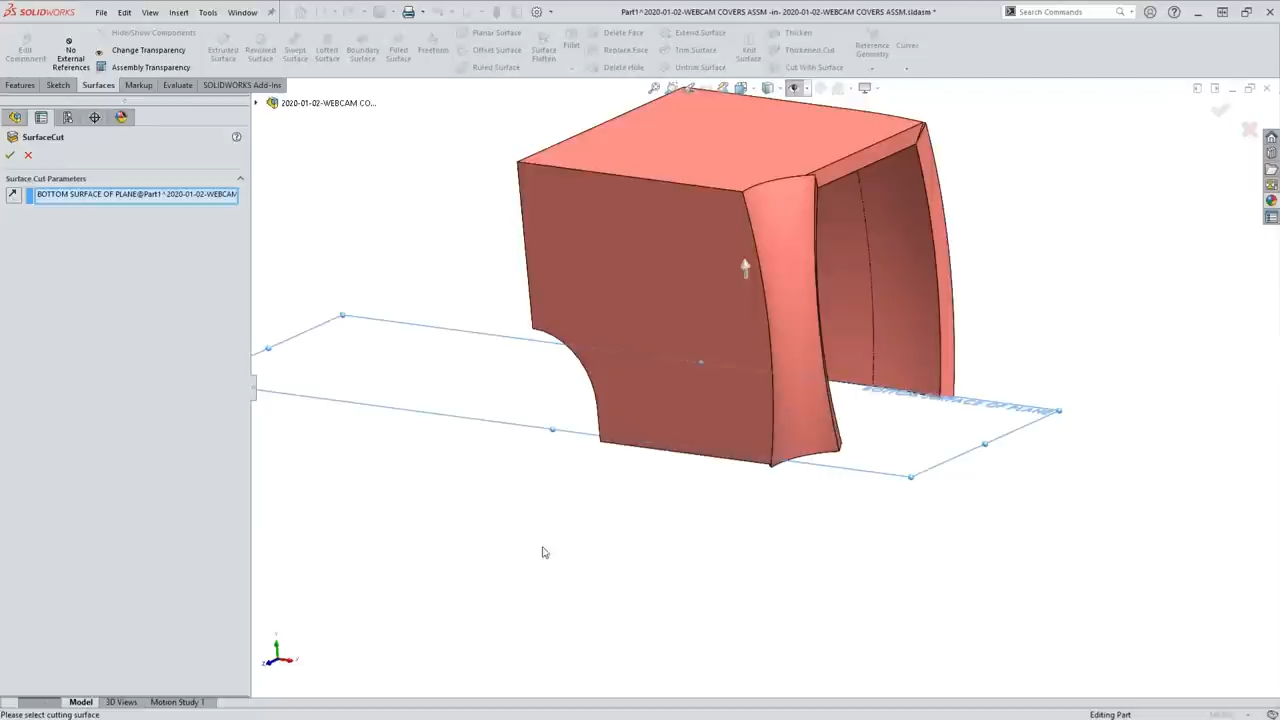 SOLIDWORKS File Edit View Insert Tools Window Part1^2020-01-02-WEBCAM COVERS ASSM -in- 2020-01-02-WEBCAM COVERS ASSM.sldasm * Search Commands
Edit Component
No External References
Hide/Show Components
Change Transparency
Assembly Transparency
Extruded Surface
Revolved Surface
Swept Surface
Lofted Surface
Boundary Surface
Filled Surface
Freeform
Planar Surface
Offset Surface
Ruled Surface
Surface Flatten
Fillet
Delete Face
Replace Face
Delete Hole
Extend Surface
Trim Surface
Untrim Surface
Knit Surface
Thicken
Thickened Cut
Cut With Surface
Reference Geometry
Curves
Features Sketch Surfaces Markup Evaluate SOLIDWORKS Add-Ins
2020-01-02-WEBCAM CO...
SurfaceCut
Surface Cut Parameters
BOTTOM SURFACE OF PLANE@Part1^2020-01-02-WEBCAM
BOTTOM SURFACE OF PLANE
Model 3D Views Motion Study 1
Please select cutting surface Editing Part